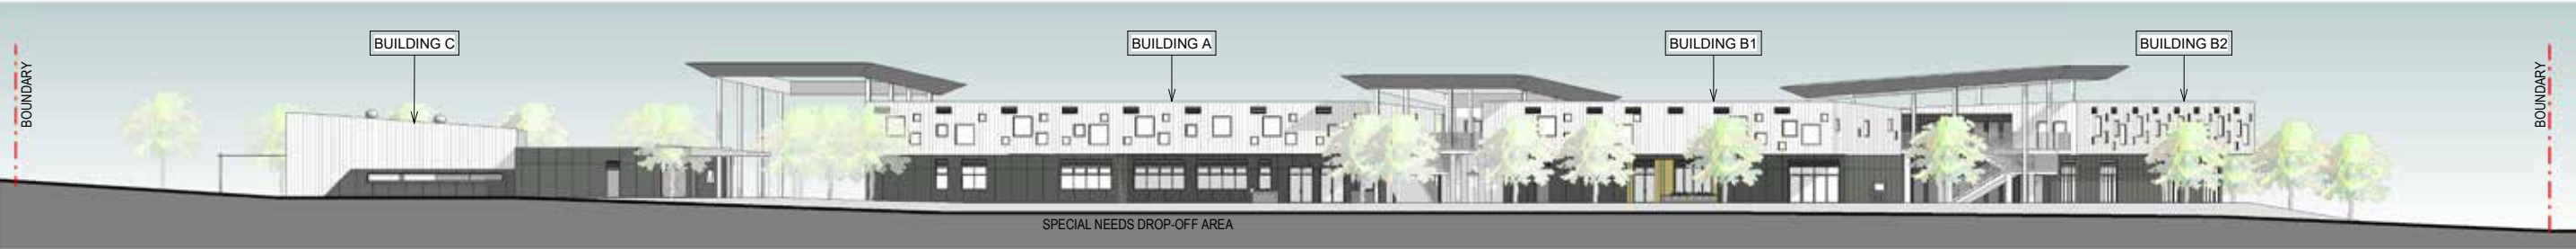 BUILDING C
BUILDING A
BUILDING B1
BUILDING B2
BOUNDARY
BOUNDARY
SPECIAL NEEDS DROP-OFF AREA